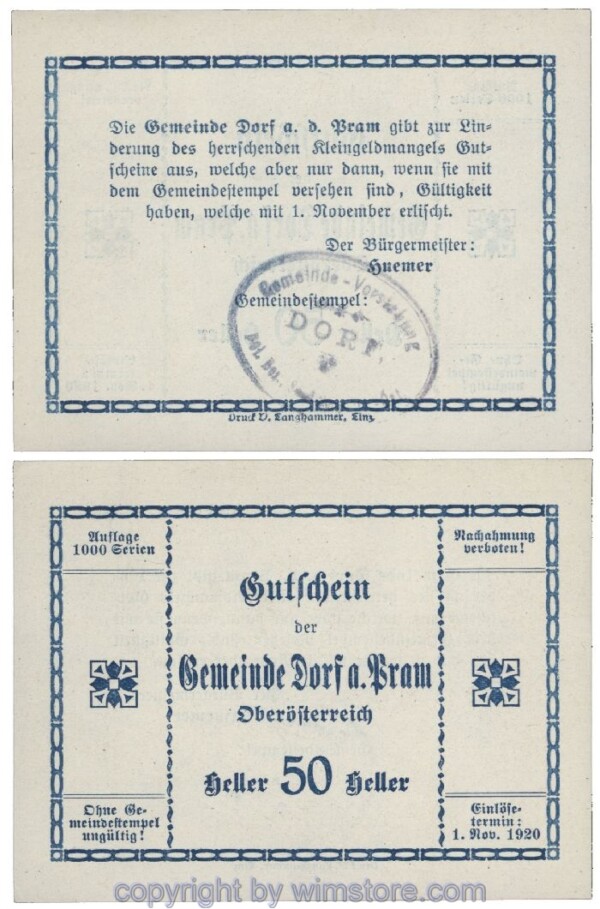 Die Gemeinde Dorf a. d. Pram gibt zur Lin-
derung des herrschenden Kleingeldmangels Gut-
scheine aus, welche aber nur dann, wenn sie mit
dem Gemeindestempel versehen sind, Gültigkeit
haben, welche mit 1. November erlischt.
Der Bürgermeister:
Huemer
Gemeindestempel:
Gemeinde-Vorstehung
DORF,
Druck V. Langhammer, Linz
Auflage
1000 Serien
Nachahmung
verboten!
Gutschein
der
Gemeinde Dorf a. Pram
Oberösterreich
Heller 50 Heller
Ohne Ge-
meindestempel
ungültig!
Einlöse-
termin:
1. Nov. 1920
copyright by wimstore.com